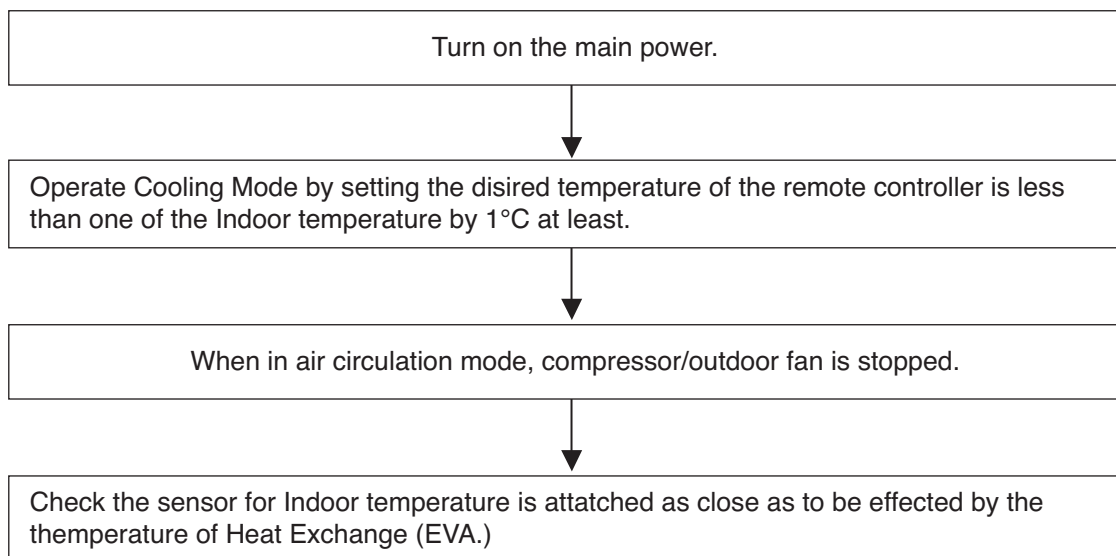 Turn on the main power.
Operate Cooling Mode by setting the disired temperature of the remote controller is less
than one of the Indoor temperature by 1°C at least.
When in air circulation mode, compressor/outdoor fan is stopped.
Check the sensor for Indoor temperature is attatched as close as to be effected by the
themperature of Heat Exchange (EVA.)